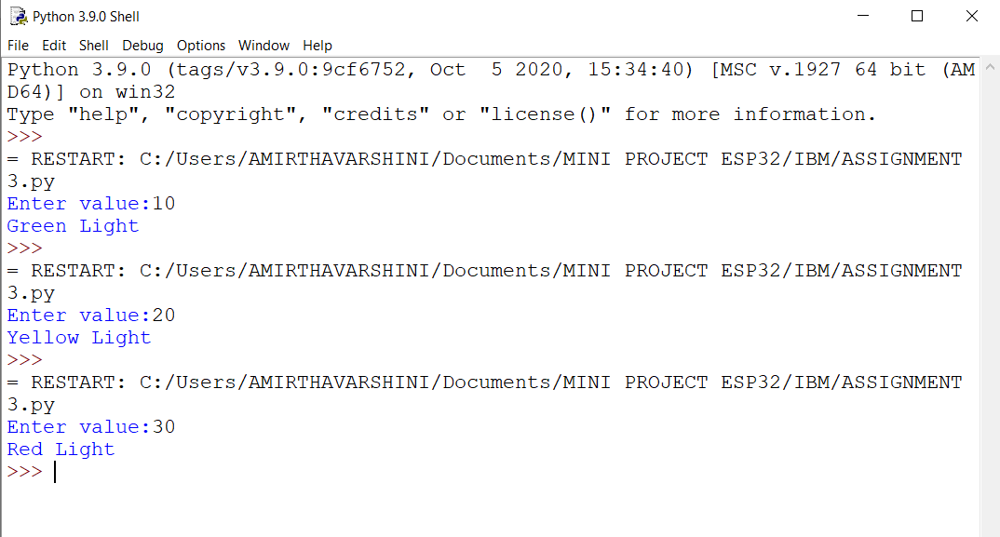 Python 3.9.0 Shell
File Edit Shell Debug Options Window Help
Python 3.9.0 (tags/v3.9.0:9cf6752, Oct  5 2020, 15:34:40) [MSC v.1927 64 bit (AM
D64)] on win32
Type "help", "copyright", "credits" or "license()" for more information.
>>>
= RESTART: C:/Users/AMIRTHAVARSHINI/Documents/MINI PROJECT ESP32/IBM/ASSIGNMENT
3.py
Enter value:10
Green Light
>>>
= RESTART: C:/Users/AMIRTHAVARSHINI/Documents/MINI PROJECT ESP32/IBM/ASSIGNMENT
3.py
Enter value:20
Yellow Light
>>>
= RESTART: C:/Users/AMIRTHAVARSHINI/Documents/MINI PROJECT ESP32/IBM/ASSIGNMENT
3.py
Enter value:30
Red Light
>>>